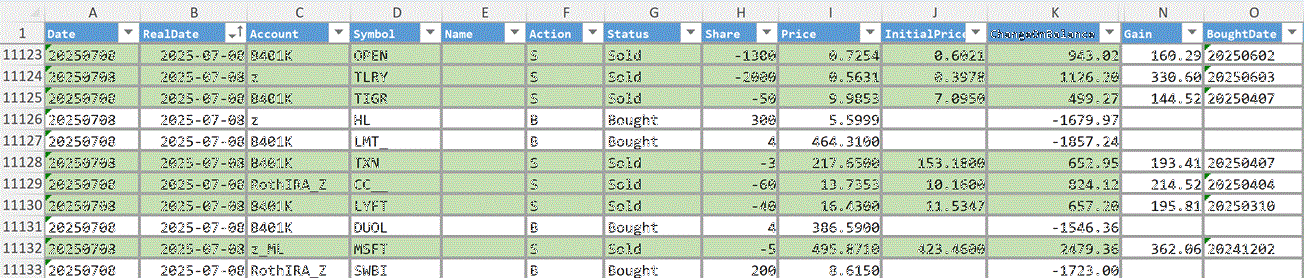 A B C D E F G H I J K N O
1 Date RealDate Account Symbol Name Action Status Share Price InitialPrice ChangeInBalance Gain BoughtDate
11123 20250708 2025-07-08 8401K OPEN S Sold -1300 0.7254 0.6021 943.02 160.29 20250602
11124 20250708 2025-07-08 z TLRY S Sold -2000 0.5631 0.3978 1126.20 330.60 20250603
11125 20250708 2025-07-08 8401K TIGR S Sold -50 9.9853 7.0950 499.27 144.52 20250407
11126 20250708 2025-07-08 z HL B Bought 300 5.5999 -1679.97
11127 20250708 2025-07-08 8401K LMT_ B Bought 4 464.3100 -1857.24
11128 20250708 2025-07-08 8401K TXN_ S Sold -3 217.6500 153.1800 652.95 193.41 20250407
11129 20250708 2025-07-08 RothIRA_Z CC__ S Sold -60 13.7353 10.1600 824.12 214.52 20250404
11130 20250708 2025-07-08 8401K LYFT S Sold -40 16.4300 11.5347 657.20 195.81 20250310
11131 20250708 2025-07-08 8401K DUOL B Bought 4 386.5900 -1546.36
11132 20250708 2025-07-08 z_ML MSFT S Sold -5 495.8710 423.4600 2479.36 362.06 20241202
11133 20250708 2025-07-08 RothIRA_Z SWBI B Bought 200 8.6150 -1723.00